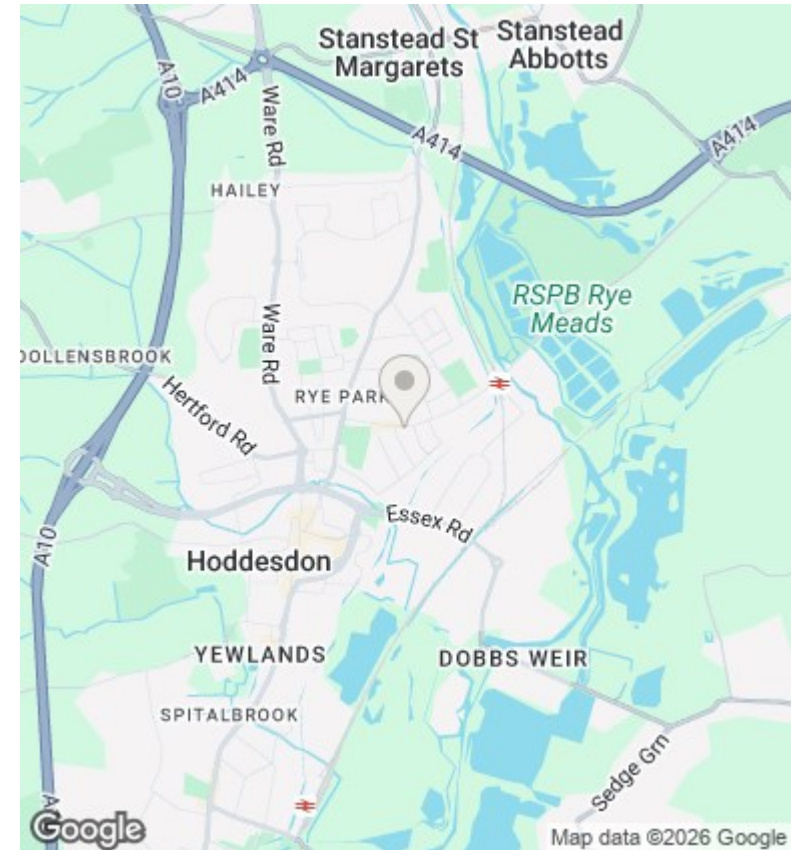 Stanstead St
Margarets
Stanstead
Abbotts
A10
A414
Ware Rd
A414
A414
HAILEY
RSPB Rye
Meads
Ware Rd
DOLLENSBROOK
Hertford Rd
RYE PARK
Essex Rd
A10
Hoddesdon
YEWLANDS
DOBBS WEIR
SPITALBROOK
Sedge Grn
Google
Map data ©2026 Google